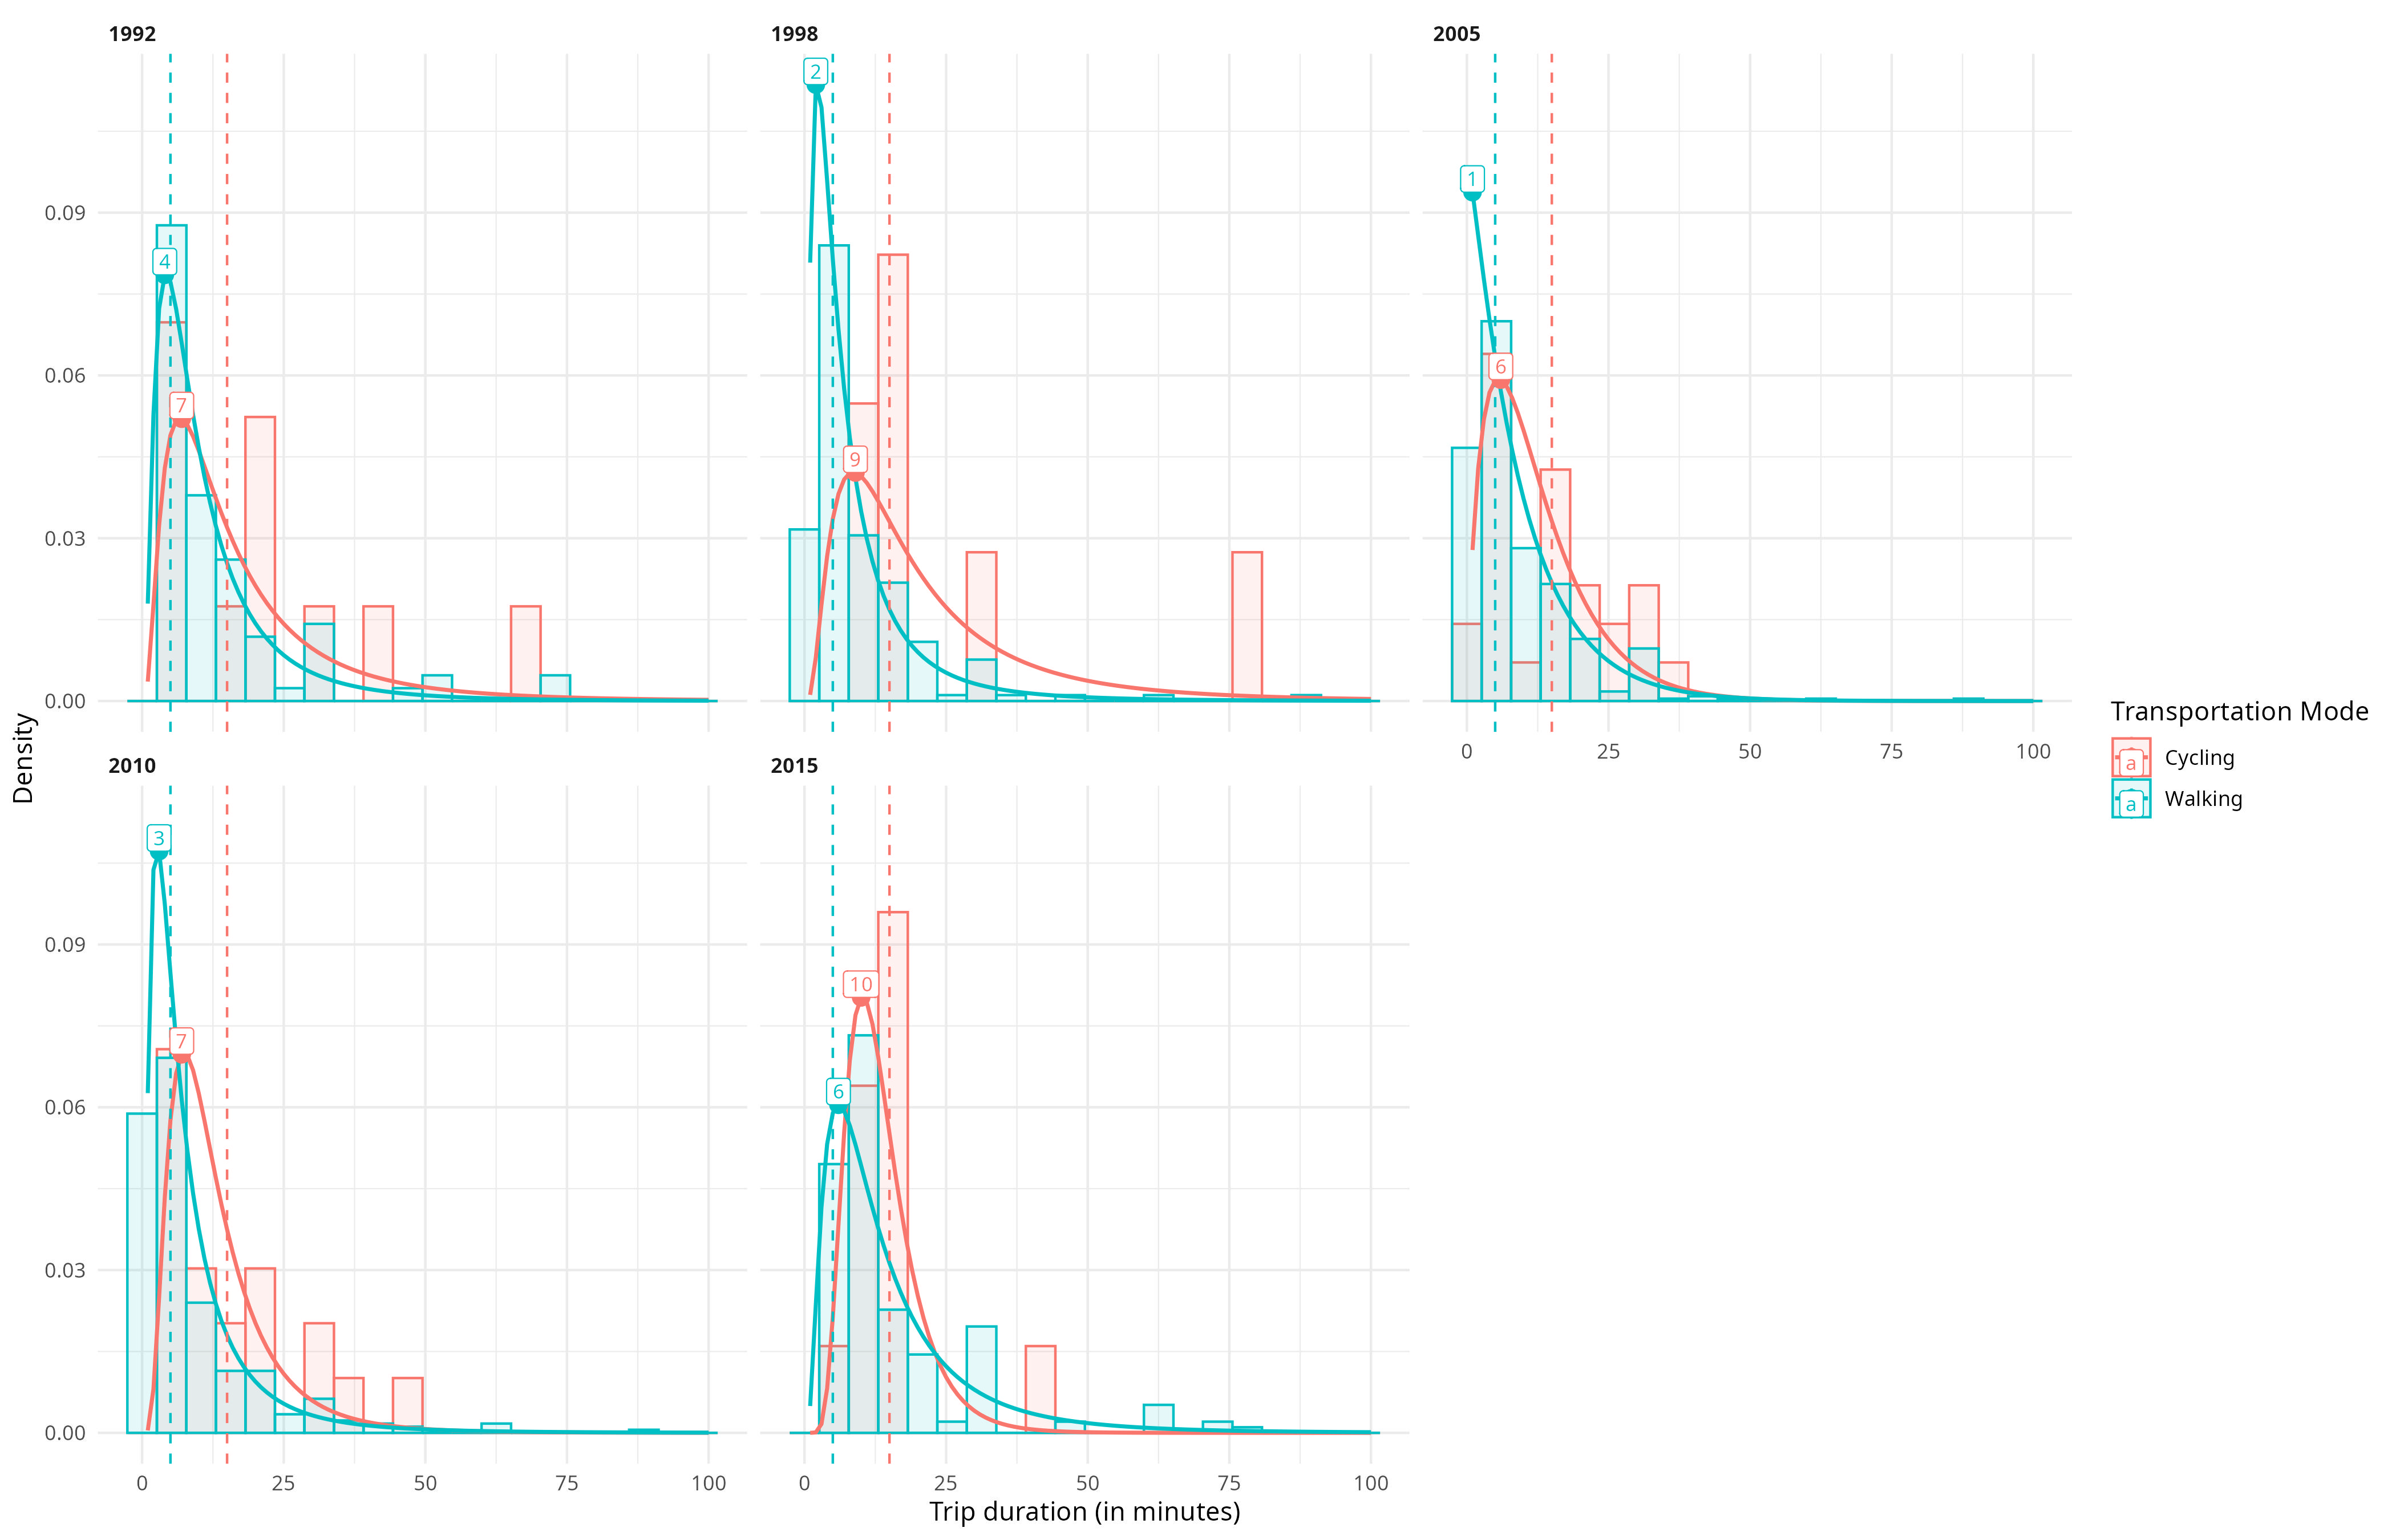 1992
1998
2005
2
1
0.09
4
0.06
6
7
9
0.03
0.00
0 25 50 75 100
Density
Transportation Mode
a Cycling
a Walking
2010
2015
3
0.09
10
7
6
0.06
0.03
0.00
0 25 50 75 100
0 25 50 75 100
Trip duration (in minutes)